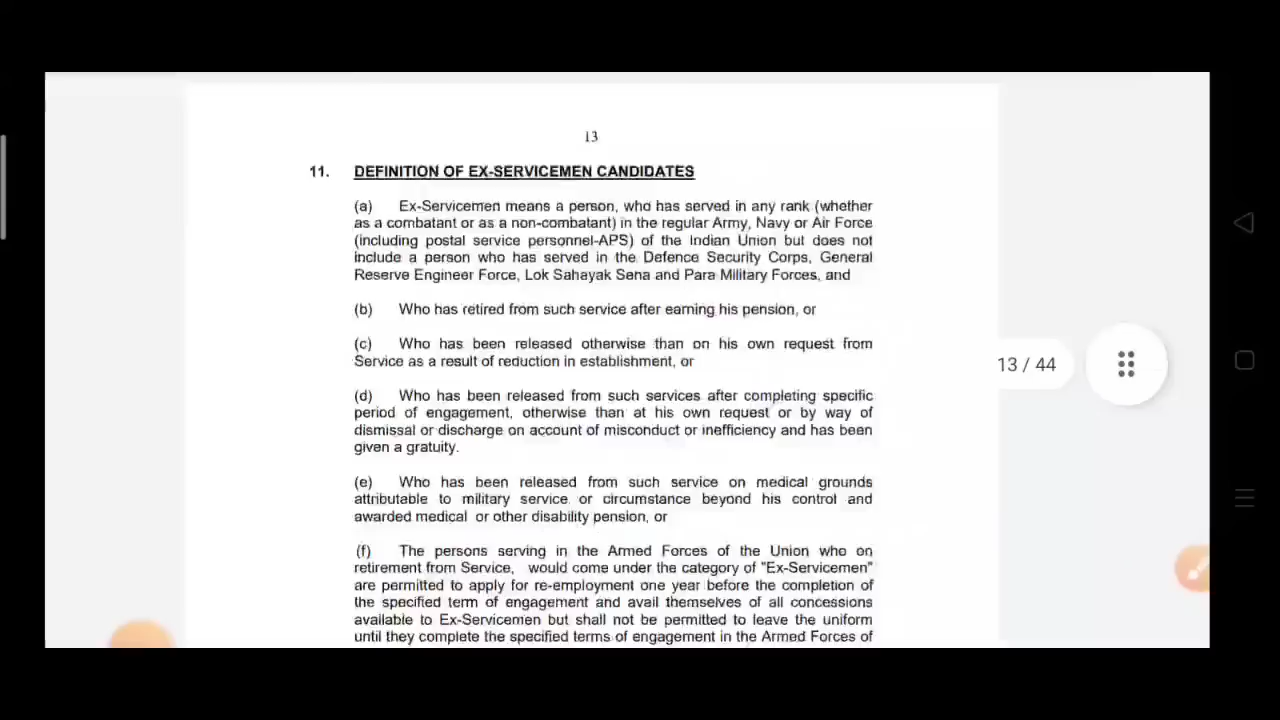 13
11. DEFINITION OF EX-SERVICEMEN CANDIDATES
(a) Ex-Servicemen means a person, who has served in any rank (whether
as a combatant or as a non-combatant) in the regular Army, Navy or Air Force
(including postal service personnel-APS) of the Indian Union but does not
include a person who has served in the Defence Security Corps, General
Reserve Engineer Force, Lok Sahayak Sena and Para Military Forces, and
(b) Who has retired from such service after earning his pension, or
(c) Who has been released otherwise than on his own request from
Service as a result of reduction in establishment, or
13 / 44
(d) Who has been released from such services after completing specific
period of engagement, otherwise than at his own request or by way of
dismissal or discharge on account of misconduct or inefficiency and has been
given a gratuity.
(e) Who has been released from such service on medical grounds
attributable to military service or circumstance beyond his control and
awarded medical or other disability pension, or
(f) The persons serving in the Armed Forces of the Union who on
retirement from Service, would come under the category of "Ex-Servicemen"
are permitted to apply for re-employment one year before the completion of
the specified term of engagement and avail themselves of all concessions
available to Ex-Servicemen but shall not be permitted to leave the uniform
until they complete the specified terms of engagement in the Armed Forces of